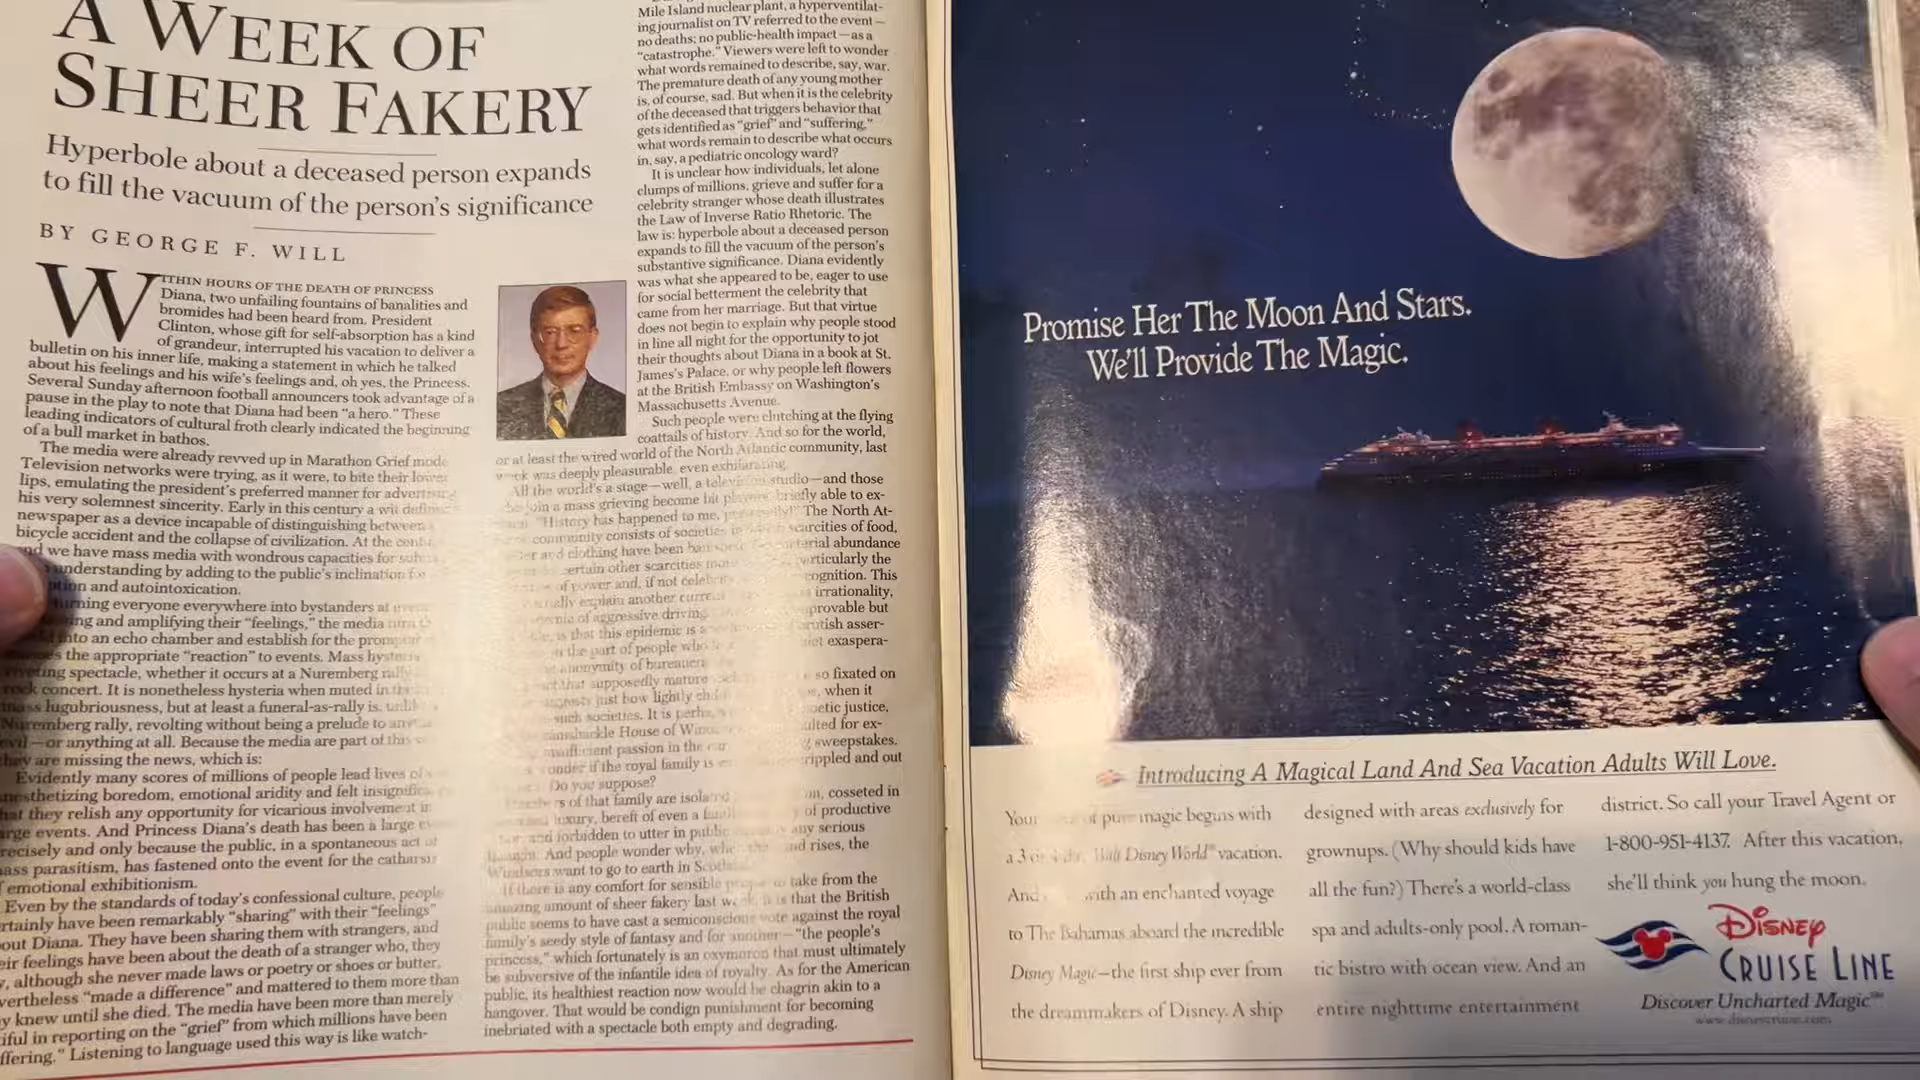 A WEEK OF
SHEER FAKERY
Hyperbole about a deceased person expands
to fill the vacuum of the person's significance
BY GEORGE F. WILL
WITHIN HOURS OF THE DEATH OF PRINCESS
Diana, two unfailing fountains of banalities and
bromides had been heard from. President
Clinton, whose gift for self-absorption has a kind
of grandeur, interrupted his vacation to deliver a
bulletin on his inner life, making a statement in which he talked
about his feelings and his wife's feelings and, oh yes, the Princess.
Several Sunday afternoon football announcers took advantage of a
pause in the play to note that Diana had been "a hero." These
leading indicators of cultural froth clearly indicated the beginning
of a bull market in bathos.
The media were already revved up in Marathon Grief mode.
Television networks were trying, as it were, to bite their lower
lips, emulating the president's preferred manner for advertising
his very solemnest sincerity. Early in this century a wit defined
newspaper as a device incapable of distinguishing between a
bicycle accident and the collapse of civilization. At the
we have mass media with wondrous capacities for
understanding by adding to the public's inclination for
and autointoxication.
turning everyone everywhere into bystanders at
and amplifying their "feelings," the media
into an echo chamber and establish for the
the appropriate "reaction" to events. Mass hysteria
spectacle, whether it occurs at a Nuremberg rally
rock concert. It is nonetheless hysteria when muted in
mass lugubriousness, but at least a funeral-as-rally is,
Nuremberg rally, revolting without being a prelude to
evil—or anything at all. Because the media are part of
they are missing the news, which is:
Evidently many scores of millions of people lead lives of
anesthetizing boredom, emotional aridity and felt
that they relish any opportunity for vicarious involvement in
large events. And Princess Diana's death has been a large
precisely and only because the public, in a spontaneous act of
mass parasitism, has fastened onto the event for the catharsis
of emotional exhibitionism.
Even by the standards of today's confessional culture, people
certainly have been remarkably "sharing" with their "feelings"
about Diana. They have been sharing them with strangers, and
their feelings have been about the death of a stranger who, they
although she never made laws or poetry or shoes or butter,
nevertheless "made a difference" and mattered to them more than
knew until she died. The media have been more than merely
in reporting on the "grief" from which millions have been
"suffering." Listening to language used this way is like watch-
Mile Island nuclear plant, a hyperventilat-
ing journalist on TV referred to the event—
no deaths; no public-health impact—as a
"catastrophe." Viewers were left to wonder
what words remained to describe, say, war.
The premature death of any young mother
is, of course, sad. But when it is the celebrity
of the deceased that triggers behavior that
gets identified as "grief" and "suffering,"
what words remain to describe what occurs
in, say, a pediatric oncology ward?
It is unclear how individuals, let alone
clumps of millions, grieve and suffer for a
celebrity stranger whose death illustrates
the Law of Inverse Ratio Rhetoric. The
law is: hyperbole about a deceased person
expands to fill the vacuum of the person's
substantive significance. Diana evidently
was what she appeared to be, eager to use
for social betterment the celebrity that
came from her marriage. But that virtue
does not begin to explain why people stood
in line all night for the opportunity to jot
their thoughts about Diana in a book at St.
James's Palace, or why people left flowers
at the British Embassy on Washington's
Massachusetts Avenue.
Such people were clutching at the flying
coattails of history. And so for the world,
or at least the wired world of the North Atlantic community, last
week was deeply pleasurable, even exhilarating.
All the world's a stage—well, a television studio—and those
who join a mass grieving become bit players briefly able to ex-
"History has happened to me, The North At-
community consists of societies in which scarcities of food,
and clothing have been material abundance
certain other scarcities particularly the
of power and, if not recognition. This
explain another current irrationality,
of aggressive driving. provable but
is that this epidemic is asser-
on the part of people who exaspera-
anonymity of
that supposedly mature so fixated on
just how lightly when it
such societies. It is perhaps poetic justice,
ramshackle House of for ex-
insufficient passion in the sweepstakes.
wonder if the royal family is crippled and out
Do you suppose?
of that family are isolated cosseted in
luxury, bereft of even a of productive
and forbidden to utter in public any serious
thought. And people wonder why, rises, the
Windsors want to go to earth in
If there is any comfort for sensible people to take from the
amazing amount of sheer fakery last week, it is that the British
public seems to have cast a semiconscious vote against the royal
family's seedy style of fantasy and for another—"the people's
princess," which fortunately is an oxymoron that must ultimately
be subversive of the infantile idea of royalty. As for the American
public, its healthiest reaction now would be chagrin akin to a
hangover. That would be condign punishment for becoming
inebriated with a spectacle both empty and degrading.
Promise Her The Moon And Stars.
We'll Provide The Magic.
Introducing A Magical Land And Sea Vacation Adults Will Love.
Your of pure magic begins with
a 3 or Walt Disney World vacation.
And with an enchanted voyage
to The Bahamas aboard the incredible
Disney Magic—the first ship ever from
the dreammakers of Disney. A ship
designed with areas exclusively for
grownups. (Why should kids have
all the fun?) There's a world-class
spa and adults-only pool. A roman-
tic bistro with ocean view. And an
entire nighttime entertainment
district. So call your Travel Agent or
1-800-951-4137. After this vacation,
she'll think you hung the moon.
DISNEY
CRUISE LINE
Discover Uncharted Magic℠
www.disneycruise.com